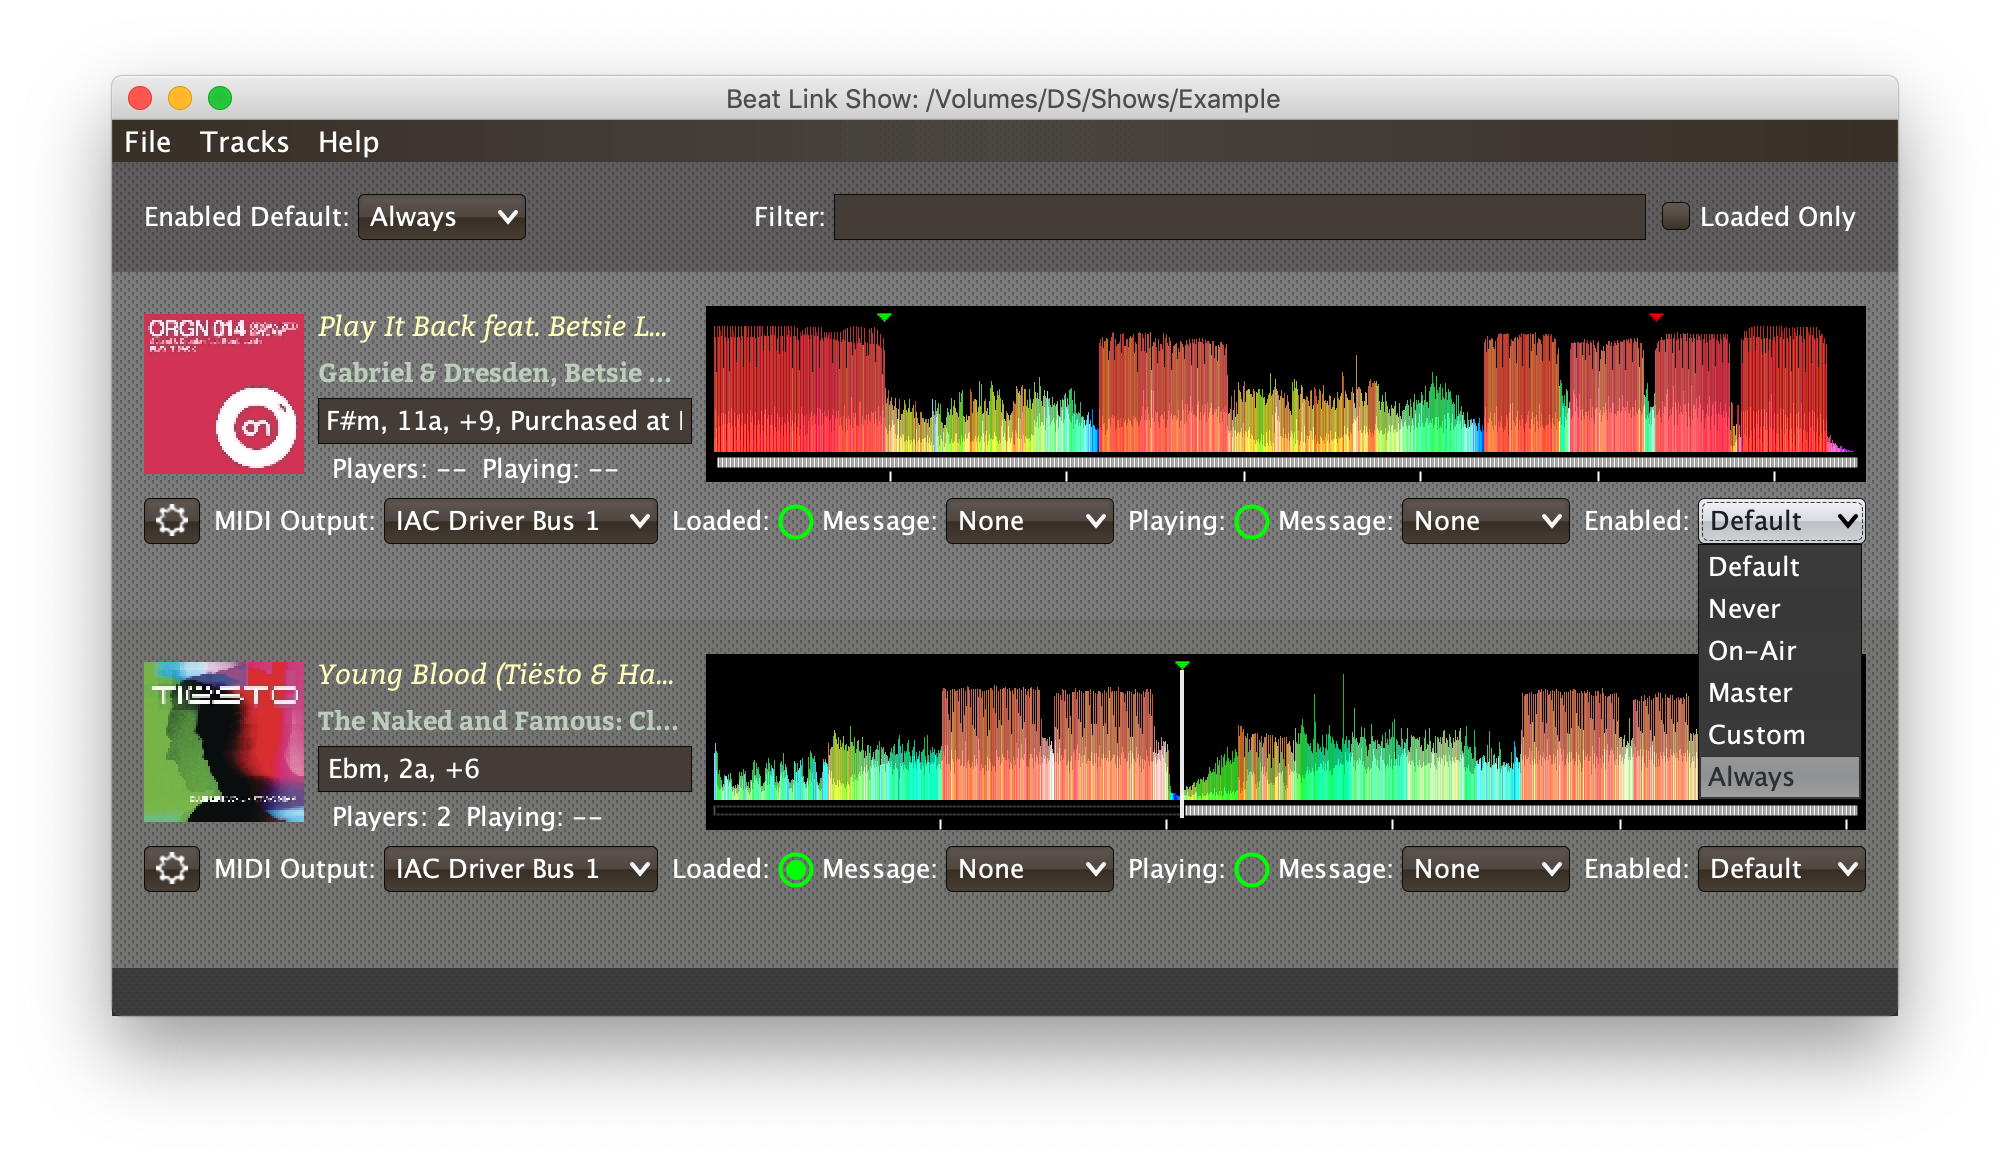 Beat Link Show: /Volumes/DS/Shows/Example
File Tracks Help
Enabled Default: Always Filter: Loaded Only
ORGN 014
Play It Back feat. Betsie L...
Gabriel & Dresden, Betsie ...
F#m, 11a, +9, Purchased at
Players: -- Playing: --
MIDI Output: IAC Driver Bus 1 Loaded: Message: None Playing: Message: None Enabled: Default
Default
Never
On-Air
Master
Custom
Always
TIËSTO
Young Blood (Tiësto & Ha...
The Naked and Famous: Cl...
Ebm, 2a, +6
Players: 2 Playing: --
MIDI Output: IAC Driver Bus 1 Loaded: Message: None Playing: Message: None Enabled: Default